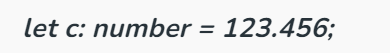 let c: number = 123.456;